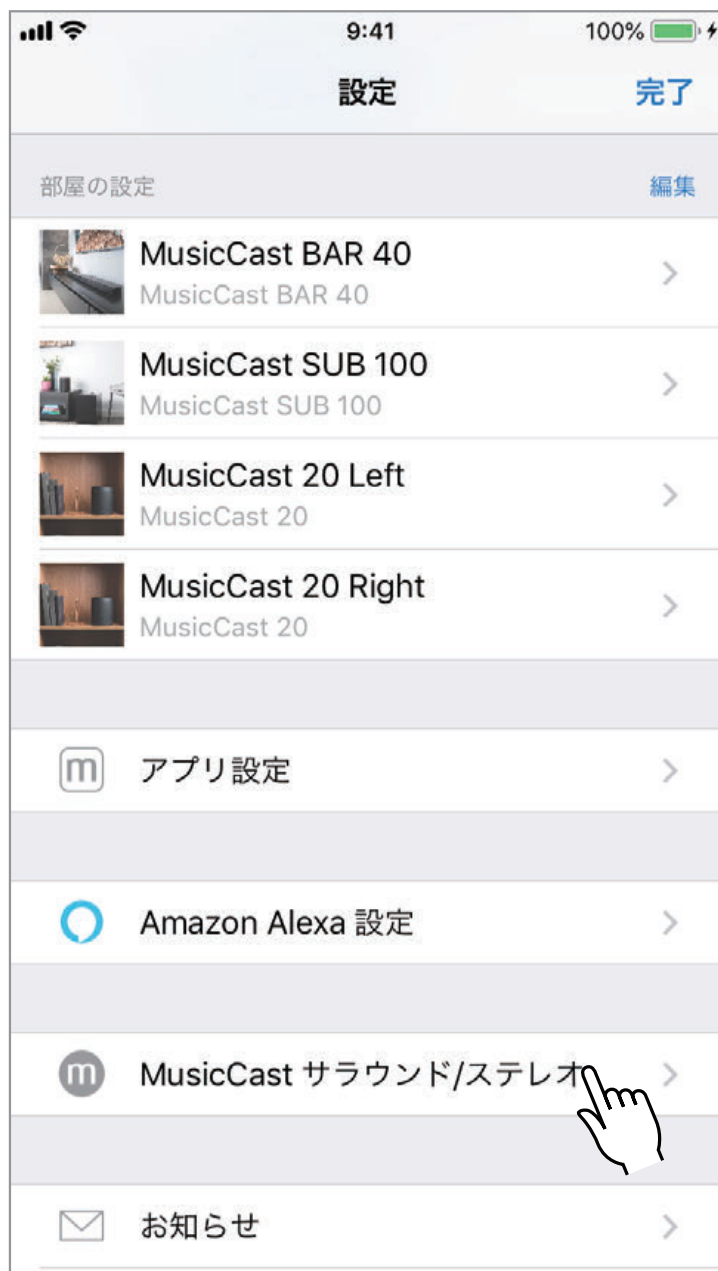 9:41
100%
設定
完了
部屋の設定
編集
MusicCast BAR 40
MusicCast BAR 40
MusicCast SUB 100
MusicCast SUB 100
MusicCast 20 Left
MusicCast 20
MusicCast 20 Right
MusicCast 20
m アプリ設定
Amazon Alexa 設定
m MusicCast サラウンド/ステレオ
お知らせ